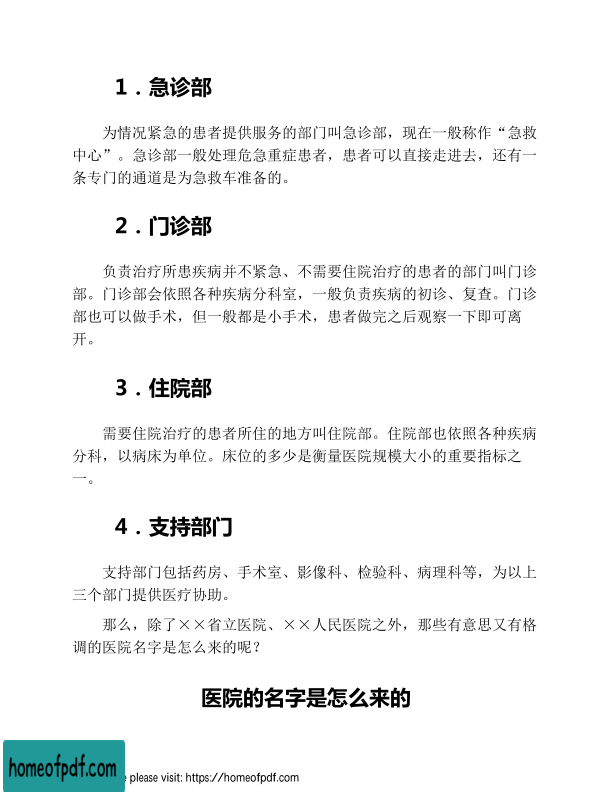 1．急诊部
为情况紧急的患者提供服务的部门叫急诊部，现在一般称作“急救
中心”。急诊部一般处理危急重症患者，患者可以直接走进去，还有一
条专门的通道是为急救车准备的。
2．门诊部
负责治疗所患疾病并不紧急、不需要住院治疗的患者的部门叫门诊
部。门诊部会依照各种疾病分科室，一般负责疾病的初诊、复查。门诊
部也可以做手术，但一般都是小手术，患者做完之后观察一下即可离
开。
3．住院部
需要住院治疗的患者所住的地方叫住院部。住院部也依照各种疾病
分科，以病床为单位。床位的多少是衡量医院规模大小的重要指标之
一。
4．支持部门
支持部门包括药房、手术室、影像科、检验科、病理科等，为以上
三个部门提供医疗协助。
那么，除了××省立医院、××人民医院之外，那些有意思又有格
调的医院名字是怎么来的呢？
医院的名字是怎么来的
homeofpdf.com
e please visit: https://homeofpdf.com